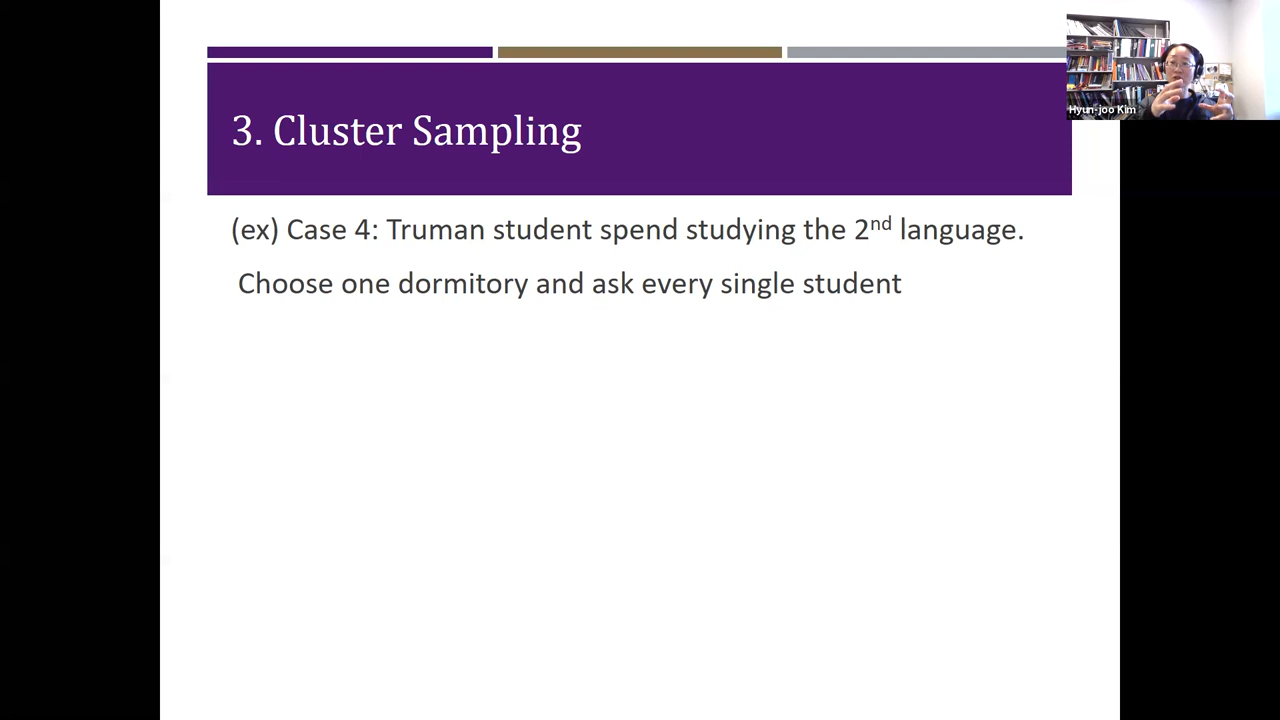 3. Cluster Sampling
(ex) Case 4: Truman student spend studying the 2nd language.
Choose one dormitory and ask every single student
Hyun-joo Kim